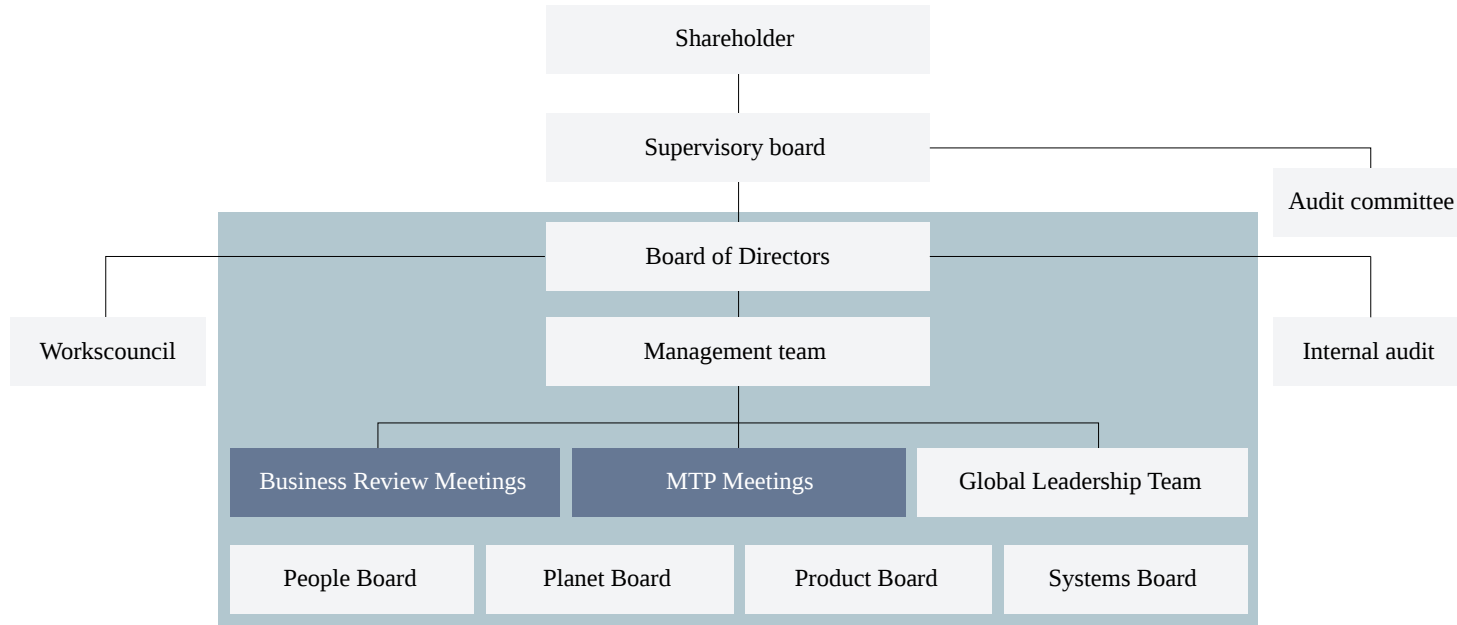 Shareholder
Supervisory board
Audit committee
Board of Directors
Workscouncil
Management team
Internal audit
Business Review Meetings
MTP Meetings
Global Leadership Team
People Board
Planet Board
Product Board
Systems Board